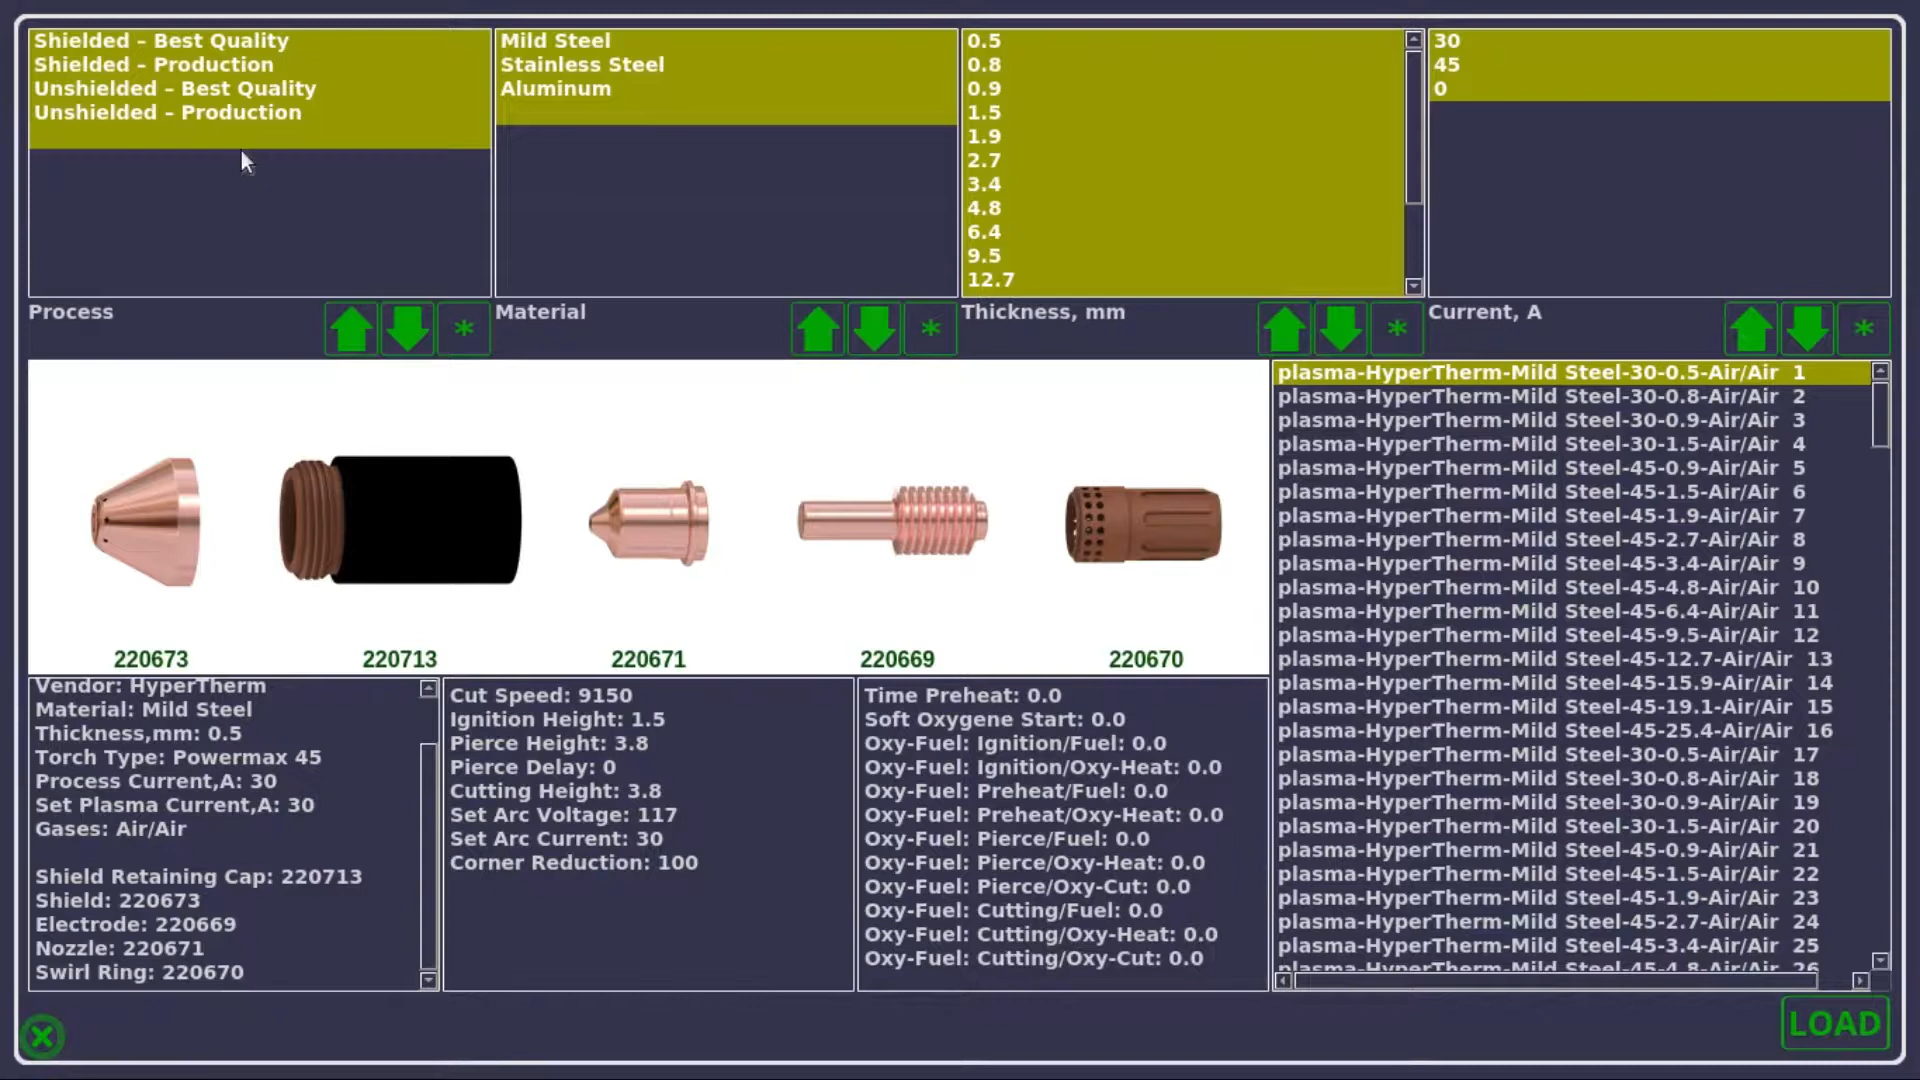 Shielded – Best Quality
Shielded – Production
Unshielded – Best Quality
Unshielded – Production
Mild Steel
Stainless Steel
Aluminum
0.5
0.8
0.9
1.5
1.9
2.7
3.4
4.8
6.4
9.5
12.7
30
45
0
Process
*
Material
*
Thickness, mm
*
Current, A
*
220673
220713
220671
220669
220670
Vendor: HyperTherm
Material: Mild Steel
Thickness,mm: 0.5
Torch Type: Powermax 45
Process Current,A: 30
Set Plasma Current,A: 30
Gases: Air/Air
Shield Retaining Cap: 220713
Shield: 220673
Electrode: 220669
Nozzle: 220671
Swirl Ring: 220670
Cut Speed: 9150
Ignition Height: 1.5
Pierce Height: 3.8
Pierce Delay: 0
Cutting Height: 3.8
Set Arc Voltage: 117
Set Arc Current: 30
Corner Reduction: 100
Time Preheat: 0.0
Soft Oxygene Start: 0.0
Oxy-Fuel: Ignition/Fuel: 0.0
Oxy-Fuel: Ignition/Oxy-Heat: 0.0
Oxy-Fuel: Preheat/Fuel: 0.0
Oxy-Fuel: Preheat/Oxy-Heat: 0.0
Oxy-Fuel: Pierce/Fuel: 0.0
Oxy-Fuel: Pierce/Oxy-Heat: 0.0
Oxy-Fuel: Pierce/Oxy-Cut: 0.0
Oxy-Fuel: Cutting/Fuel: 0.0
Oxy-Fuel: Cutting/Oxy-Heat: 0.0
Oxy-Fuel: Cutting/Oxy-Cut: 0.0
plasma-HyperTherm-Mild Steel-30-0.5-Air/Air 1
plasma-HyperTherm-Mild Steel-30-0.8-Air/Air 2
plasma-HyperTherm-Mild Steel-30-0.9-Air/Air 3
plasma-HyperTherm-Mild Steel-30-1.5-Air/Air 4
plasma-HyperTherm-Mild Steel-45-0.9-Air/Air 5
plasma-HyperTherm-Mild Steel-45-1.5-Air/Air 6
plasma-HyperTherm-Mild Steel-45-1.9-Air/Air 7
plasma-HyperTherm-Mild Steel-45-2.7-Air/Air 8
plasma-HyperTherm-Mild Steel-45-3.4-Air/Air 9
plasma-HyperTherm-Mild Steel-45-4.8-Air/Air 10
plasma-HyperTherm-Mild Steel-45-6.4-Air/Air 11
plasma-HyperTherm-Mild Steel-45-9.5-Air/Air 12
plasma-HyperTherm-Mild Steel-45-12.7-Air/Air 13
plasma-HyperTherm-Mild Steel-45-15.9-Air/Air 14
plasma-HyperTherm-Mild Steel-45-19.1-Air/Air 15
plasma-HyperTherm-Mild Steel-45-25.4-Air/Air 16
plasma-HyperTherm-Mild Steel-30-0.5-Air/Air 17
plasma-HyperTherm-Mild Steel-30-0.8-Air/Air 18
plasma-HyperTherm-Mild Steel-30-0.9-Air/Air 19
plasma-HyperTherm-Mild Steel-30-1.5-Air/Air 20
plasma-HyperTherm-Mild Steel-45-0.9-Air/Air 21
plasma-HyperTherm-Mild Steel-45-1.5-Air/Air 22
plasma-HyperTherm-Mild Steel-45-1.9-Air/Air 23
plasma-HyperTherm-Mild Steel-45-2.7-Air/Air 24
plasma-HyperTherm-Mild Steel-45-3.4-Air/Air 25
plasma-HyperTherm-Mild Steel-45-4.8-Air/Air 26
LOAD